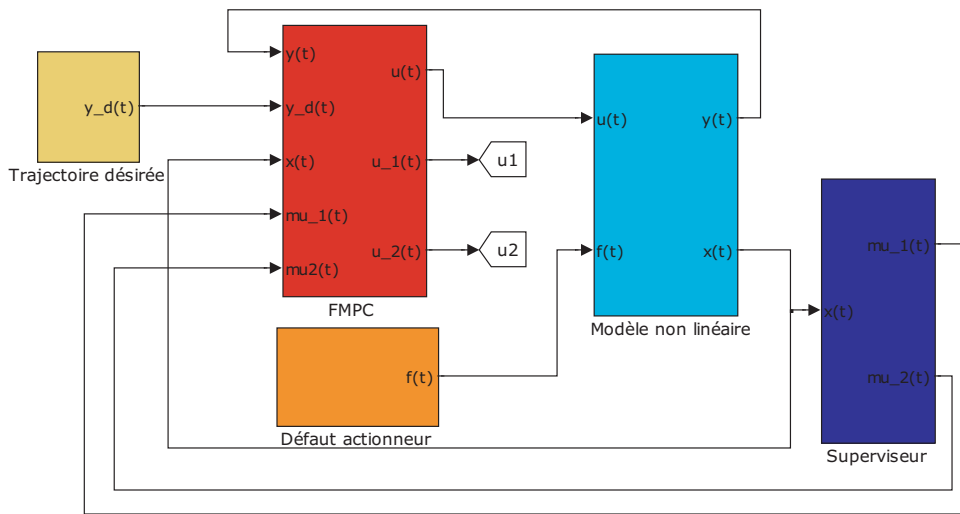 y_d(t)
Trajectoire désirée
y(t)
y_d(t)
x(t)
mu_1(t)
mu2(t)
u(t)
u_1(t)
u_2(t)
FMPC
u1
u2
f(t)
Défaut actionneur
u(t)
f(t)
y(t)
x(t)
Modèle non linéaire
x(t)
mu_1(t)
mu_2(t)
Superviseur